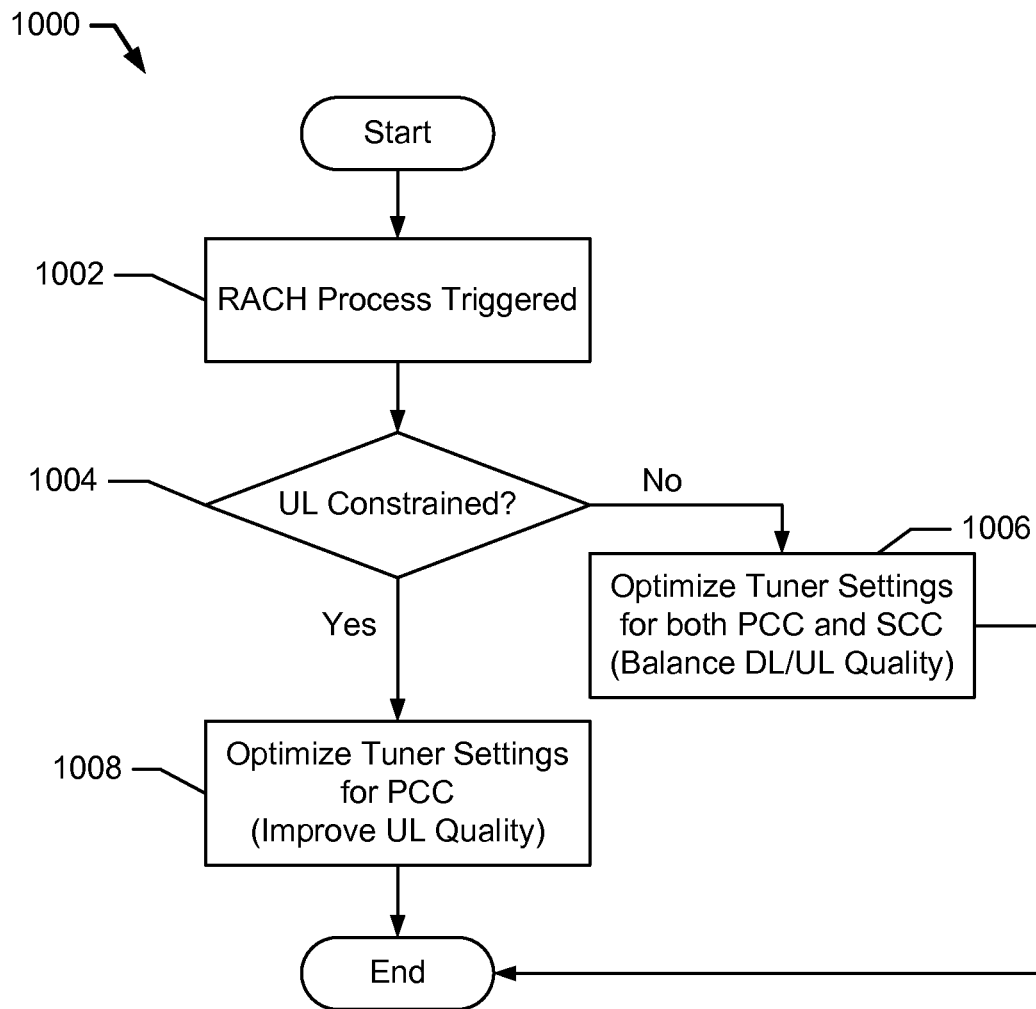 1000
Start
1002
RACH Process Triggered
1004
UL Constrained?
No
1006
Optimize Tuner Settings
for both PCC and SCC
(Balance DL/UL Quality)
Yes
1008
Optimize Tuner Settings
for PCC
(Improve UL Quality)
End